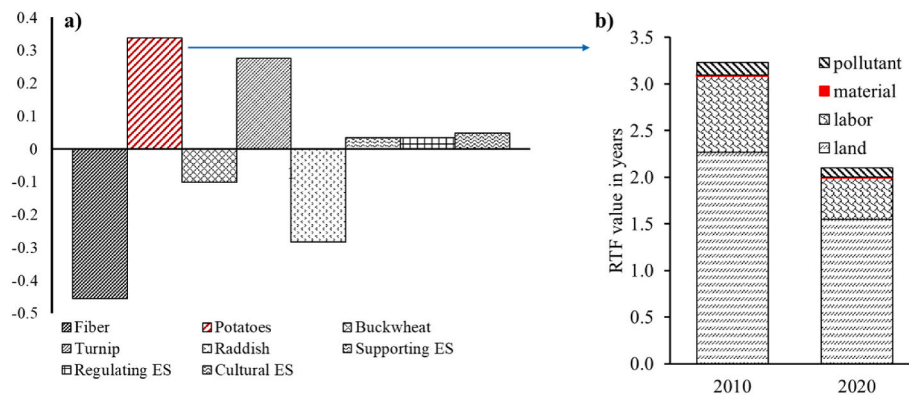 a)
0.4
0.3
0.2
0.1
0
-0.1
-0.2
-0.3
-0.4
-0.5
Fiber Potatoes Buckwheat
Turnip Raddish Supporting ES
Regulating ES Cultural ES
b)
RTF value in years
3.5
3.0
2.5
2.0
1.5
1.0
0.5
0.0
pollutant
material
labor
land
2010 2020